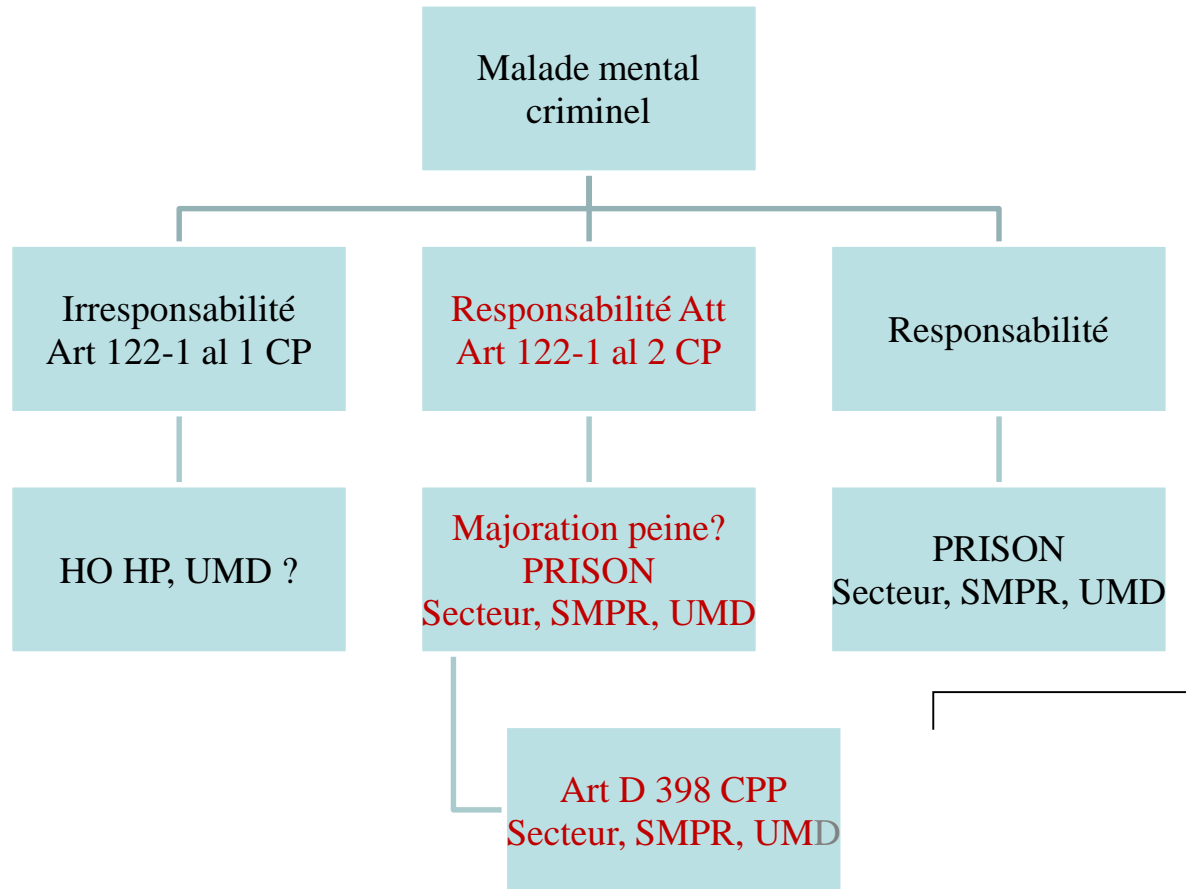 Malade mental
criminel
Irresponsabilité
Art 122-1 al 1 CP
Responsabilité Att
Art 122-1 al 2 CP
Responsabilité
HO HP, UMD ?
Majoration peine?
PRISON
Secteur, SMPR, UMD
PRISON
Secteur, SMPR, UMD
Art D 398 CPP
Secteur, SMPR, UMD